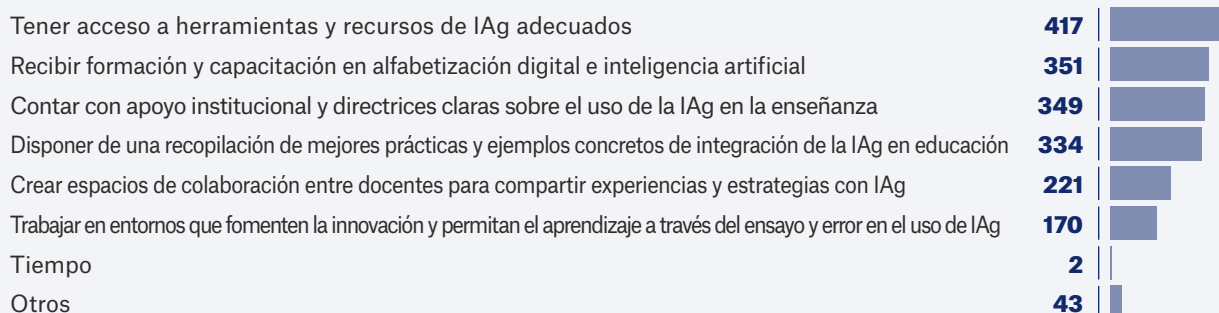 Tener acceso a herramientas y recursos de IAg adecuados 417
Recibir formación y capacitación en alfabetización digital e inteligencia artificial 351
Contar con apoyo institucional y directrices claras sobre el uso de la IAg en la enseñanza 349
Disponer de una recopilación de mejores prácticas y ejemplos concretos de integración de la IAg en educación 334
Crear espacios de colaboración entre docentes para compartir experiencias y estrategias con IAg 221
Trabajar en entornos que fomenten la innovación y permitan el aprendizaje a través del ensayo y error en el uso de IAg 170
Tiempo 2
Otros 43